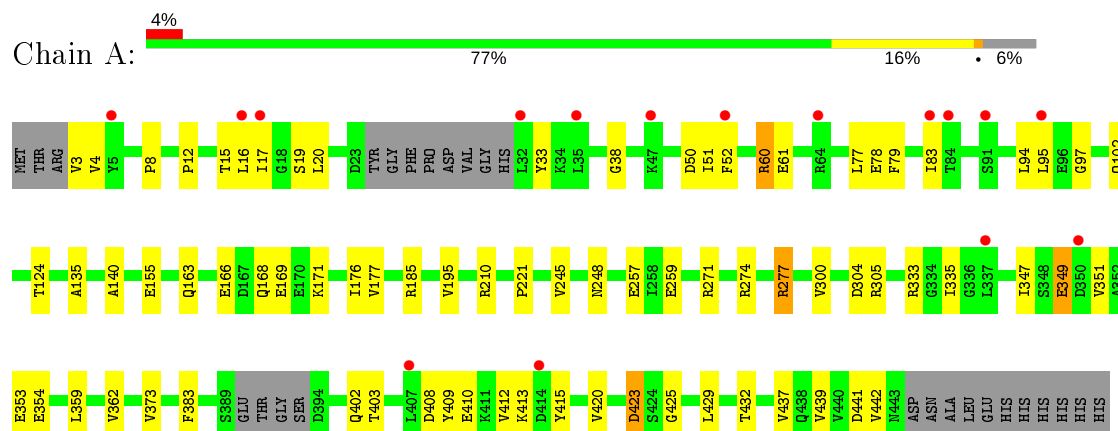 4%
Chain A:
77% 16% • 6%
MET THR ARG V3 V4 Y5 P8 P12 T15 L16 I17 G18 S19 L20 D23 TYR GLY PHE PRO ASP VAL GLY HIS L32 Y33 K34 L35 G38 K47 D50 I51 F52 R60 E61 R64 L77 E78 F79 I83 T84 S91 L94 L95 E96 G97 Q102
T124 A135 A140 E155 Q163 E166 D167 Q168 E169 E170 K171 I176 V177 R185 V195 R210 P221 V245 N248 E257 I258 E259 R271 R274 R277 V300 D304 R305 R333 G334 I335 G336 L337 I347 S348 E349 D350 V351 A352
E353 E354 L359 V362 V373 F383 S389 GLU THR GLY SER D394 Q402 T403 L407 D408 Y409 E410 K411 V412 K413 D414 Y415 V420 D423 S424 G425 L429 T432 V437 Q438 V439 V440 D441 V442 N443 ASP ASN ALA LEU GLU HIS HIS HIS HIS HIS HIS